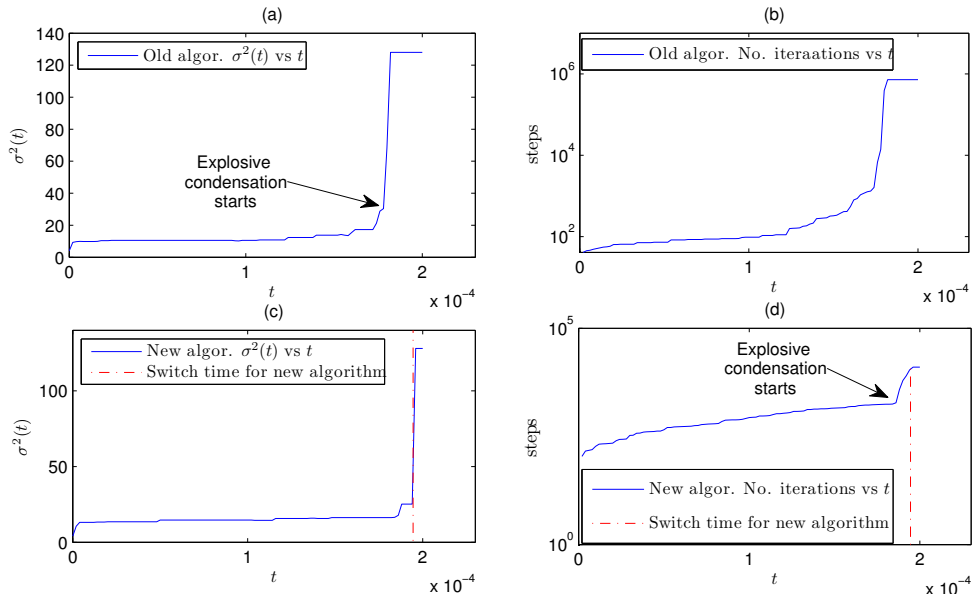 (a)
140
120
100
80
60
40
20
0
σ²(t)
Old algor. σ²(t) vs t
Explosive
condensation
starts
0
1
2
t
x 10⁻⁴
(b)
10⁶
10⁴
10²
steps
Old algor. No. iteraations vs t
0
1
2
t
x 10⁻⁴
(c)
100
50
0
σ²(t)
New algor. σ²(t) vs t
Switch time for new algorithm
0
1
2
t
x 10⁻⁴
(d)
10⁵
10⁰
steps
Explosive
condensation
starts
New algor. No. iterations vs t
Switch time for new algorithm
0
1
2
t
x 10⁻⁴